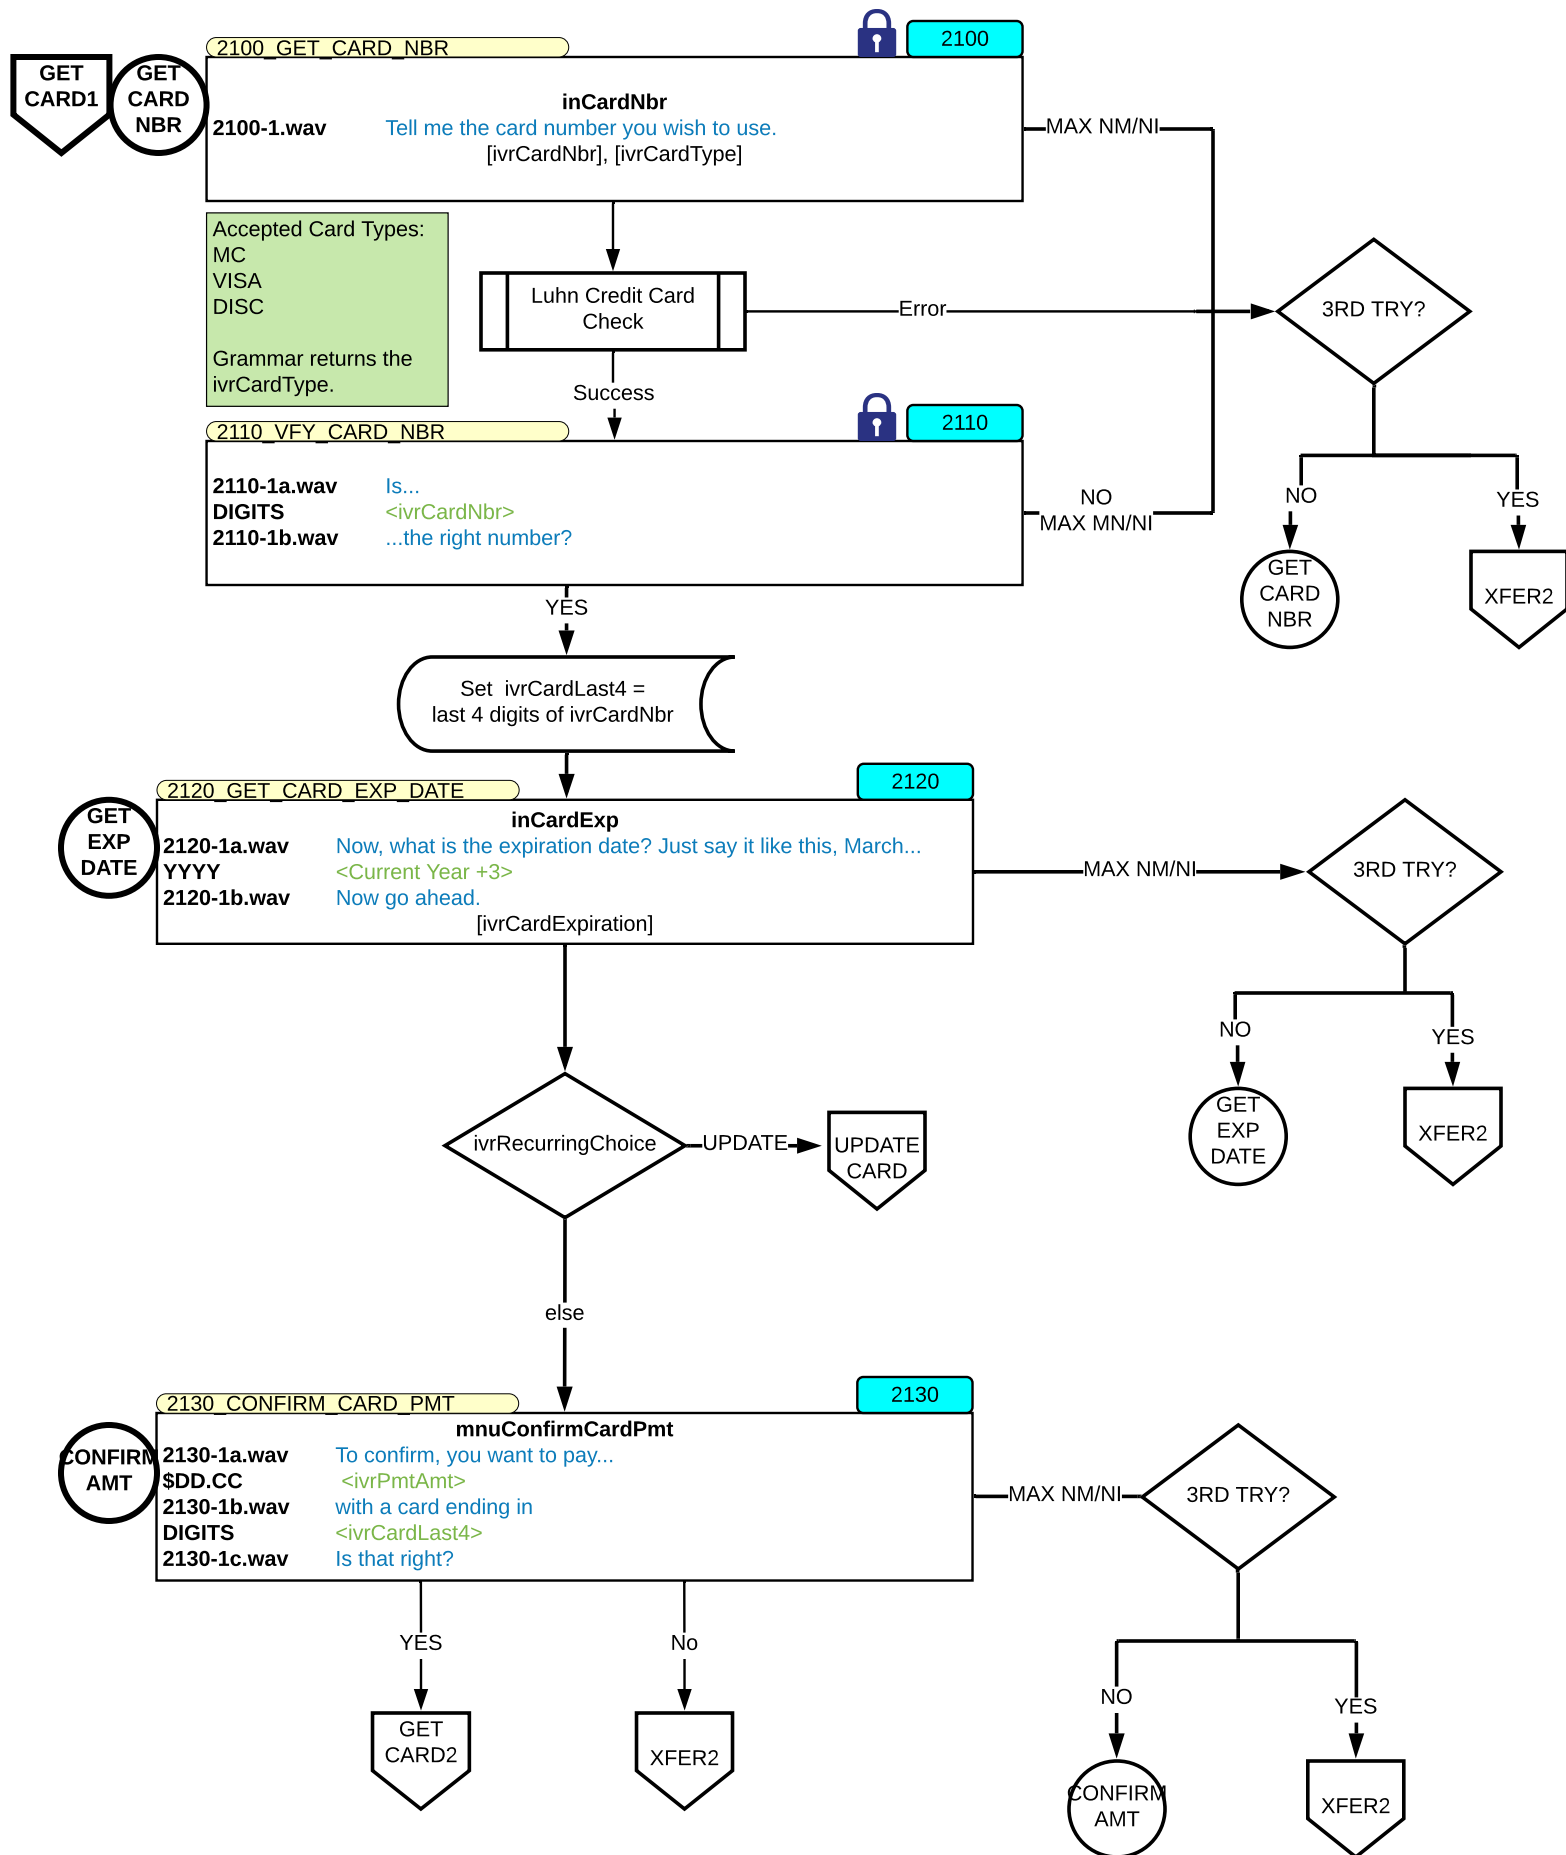 2100_GET_CARD_NBR
2100
GET
CARD1
GET
CARD
NBR
inCardNbr
2100-1.wav Tell me the card number you wish to use.
[ivrCardNbr], [ivrCardType]
MAX NM/NI
Accepted Card Types:
MC
VISA
DISC
Grammar returns the
ivrCardType.
Luhn Credit Card
Check
Error
3RD TRY?
Success
2110_VFY_CARD_NBR
2110
2110-1a.wav Is...
DIGITS <ivrCardNbr>
2110-1b.wav ...the right number?
NO
MAX MN/NI
NO
YES
GET
CARD
NBR
XFER2
YES
Set  ivrCardLast4 =
last 4 digits of ivrCardNbr
2120_GET_CARD_EXP_DATE
2120
GET
EXP
DATE
inCardExp
2120-1a.wav Now, what is the expiration date? Just say it like this, March...
YYYY <Current Year +3>
2120-1b.wav Now go ahead.
[ivrCardExpiration]
MAX NM/NI
3RD TRY?
NO
YES
GET
EXP
DATE
XFER2
ivrRecurringChoice
UPDATE
UPDATE
CARD
else
2130_CONFIRM_CARD_PMT
2130
CONFIRM
AMT
mnuConfirmCardPmt
2130-1a.wav To confirm, you want to pay...
$DD.CC <ivrPmtAmt>
2130-1b.wav with a card ending in
DIGITS <ivrCardLast4>
2130-1c.wav Is that right?
MAX NM/NI
3RD TRY?
YES
No
NO
YES
GET
CARD2
XFER2
CONFIRM
AMT
XFER2